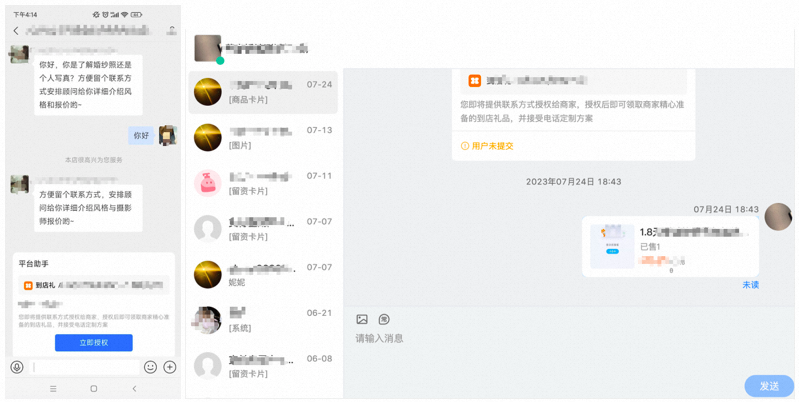 下午4:14
你好，你是了解婚纱照还是
个人写真？方便留个联系方式
安排顾问给你详细介绍风
格和报价的~
你好
本店很高兴为您服务
方便留个联系方式、安排顾
问给你详细介绍风格与摄影
师报价的~
平台助手
到店礼
您即将提供联系方式授权给商家，授权后即可领取商家精心准
备的到店礼品，并接受电话定制方案
立即授权
07-24
[商品卡片]
07-13
[图片]
07-11
[留资卡片]
07-07
[留资卡片]
07-07
妮妮
06-21
[系统]
06-08
[留资卡片]
您即将提供联系方式授权给商家，授权后即可领取商家精心准
备的到店礼品，并接受电话定制方案
用户未提交
2023年07月24日 18:43
07月24日 18:43
1.8
已售1
未读
常
请输入消息
发送